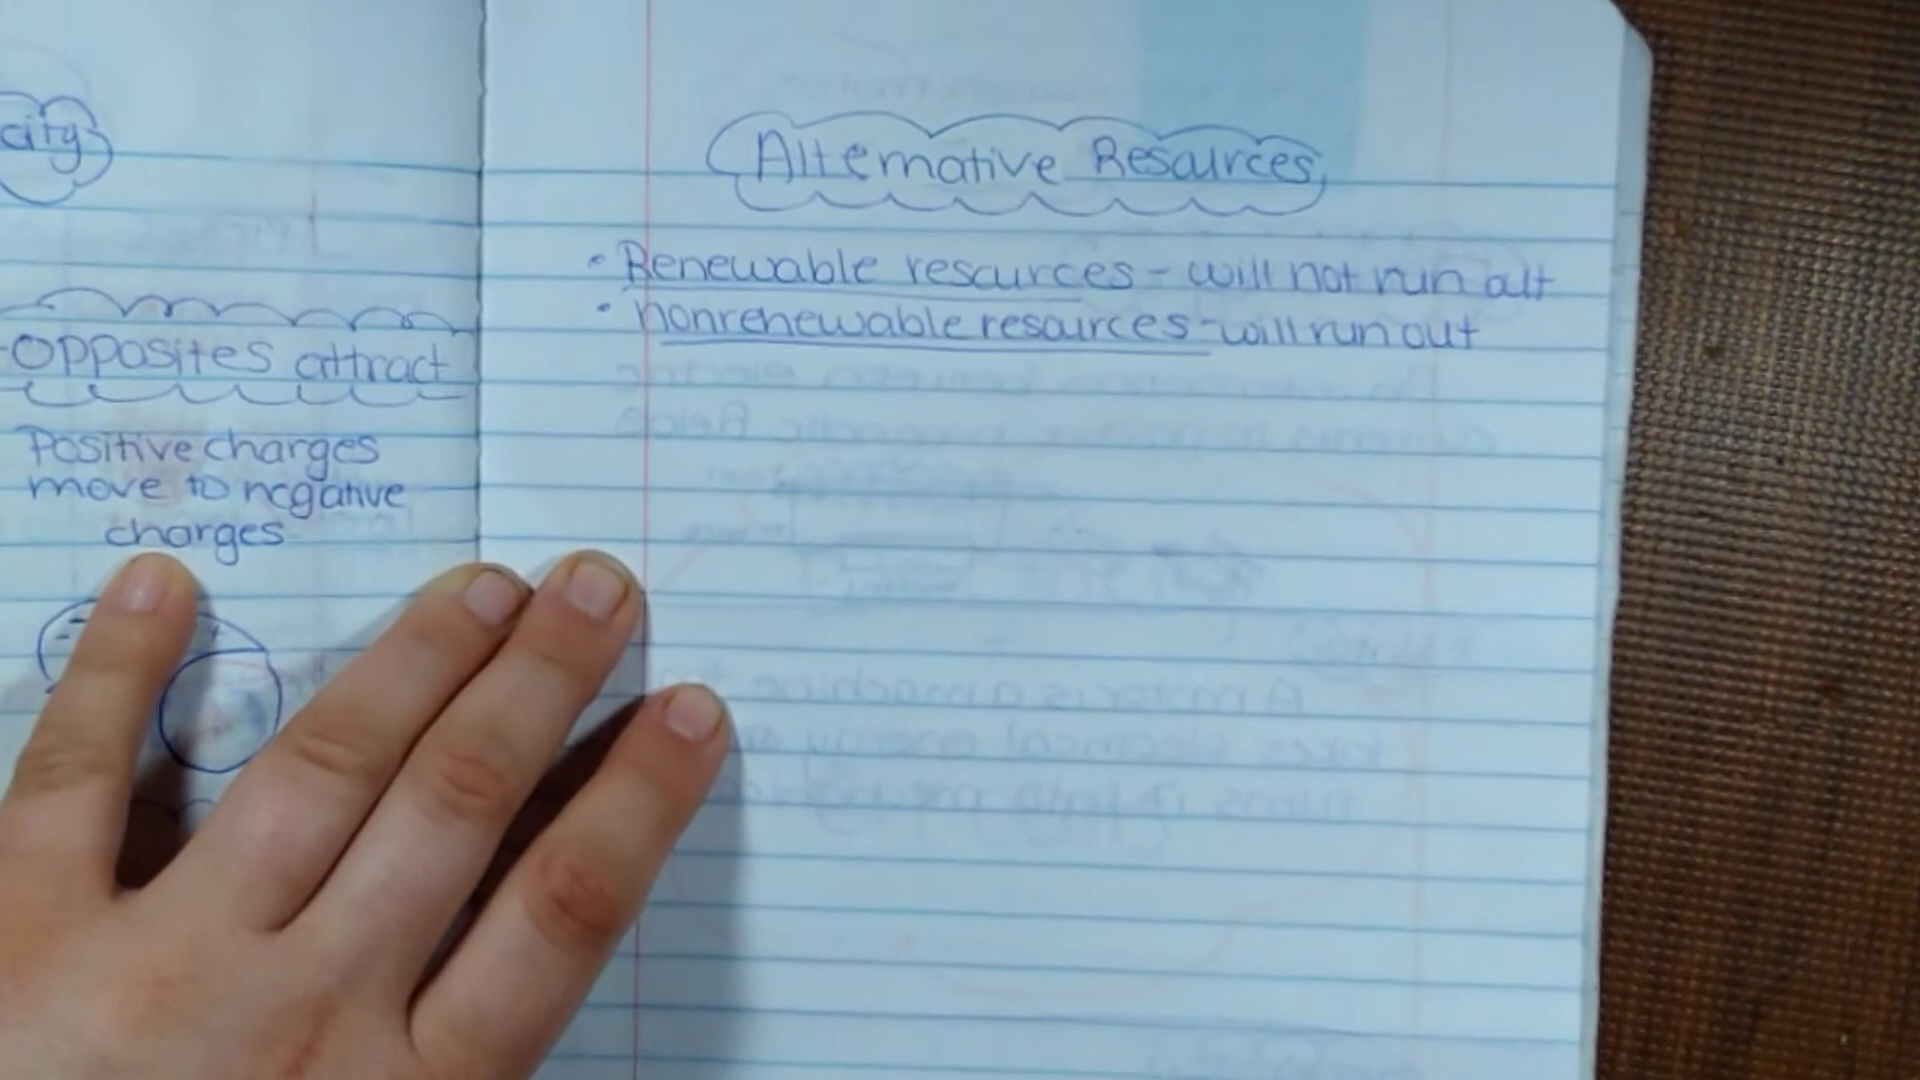 city
Opposites attract
Positive charges
move to negative
charges
Alternative Resources
• Renewable resources - will not run out
• nonrenewable resources - will run out